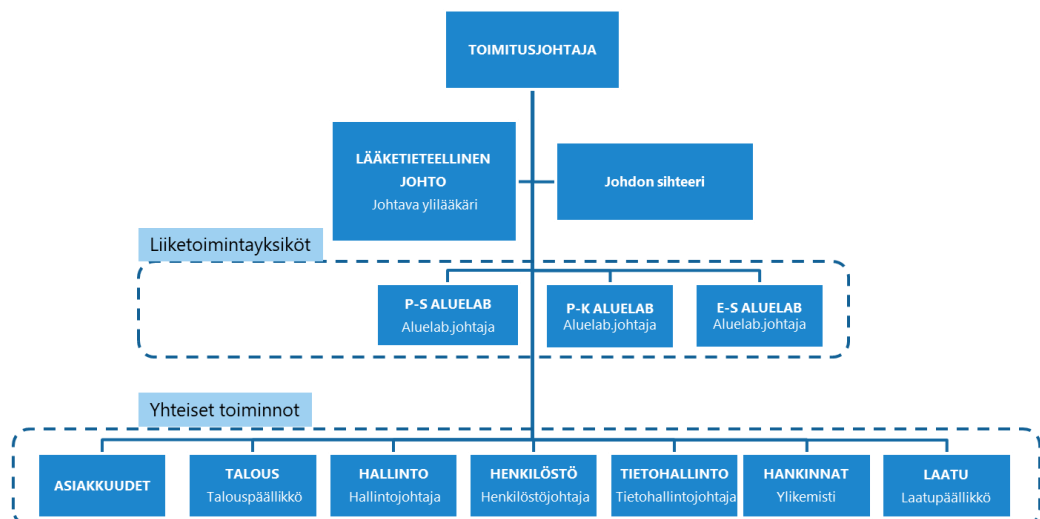 TOIMITUSJOHTAJA
LÄÄKETIETEELLINEN
JOHTO
Johtava ylilääkäri
Johdon sihteeri
Liiketoimintayksiköt
P-S ALUELAB
Aluelab.johtaja
P-K ALUELAB
Aluelab.johtaja
E-S ALUELAB
Aluelab.johtaja
Yhteiset toiminnot
ASIAKKUUDET
TALOUS
Talouspäällikkö
HALLINTO
Hallintojohtaja
HENKILÖSTÖ
Henkilöstöjohtaja
TIETOHALLINTO
Tietohallintojohtaja
HANKINNAT
Ylikemisti
LAATU
Laatupäällikkö